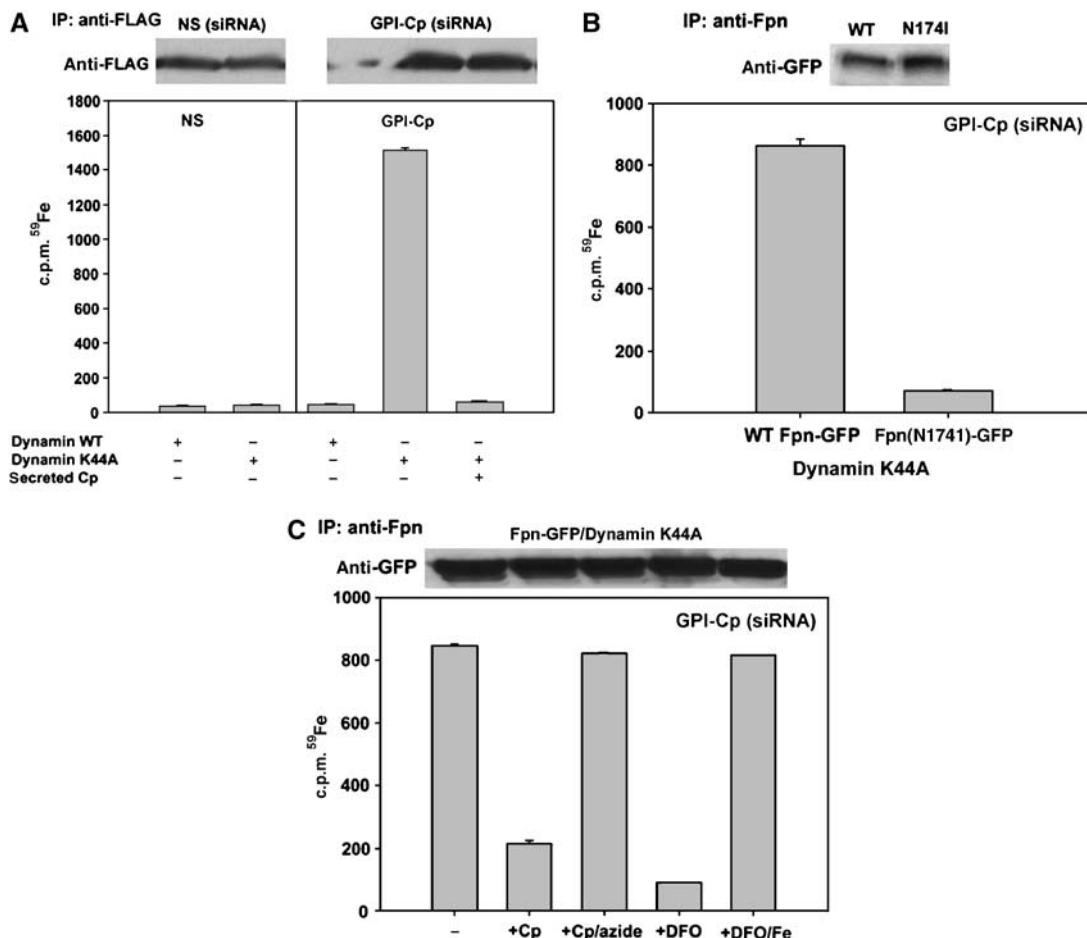 A
IP: anti-FLAG
NS (siRNA)
GPI-Cp (siRNA)
Anti-FLAG
1800
1600
1400
1200
1000
800
600
400
200
0
c.p.m. 59Fe
NS
GPI-Cp
Dynamin WT + – + – –
Dynamin K44A – + – + +
Secreted Cp – – – – +
B
IP: anti-Fpn
WT
N174I
Anti-GFP
1000
800
600
400
200
0
c.p.m. 59Fe
GPI-Cp (siRNA)
WT Fpn-GFP
Fpn(N1741)-GFP
Dynamin K44A
C
IP: anti-Fpn
Fpn-GFP/Dynamin K44A
Anti-GFP
1000
800
600
400
200
0
c.p.m. 59Fe
GPI-Cp (siRNA)
– +Cp +Cp/azide +DFO +DFO/Fe